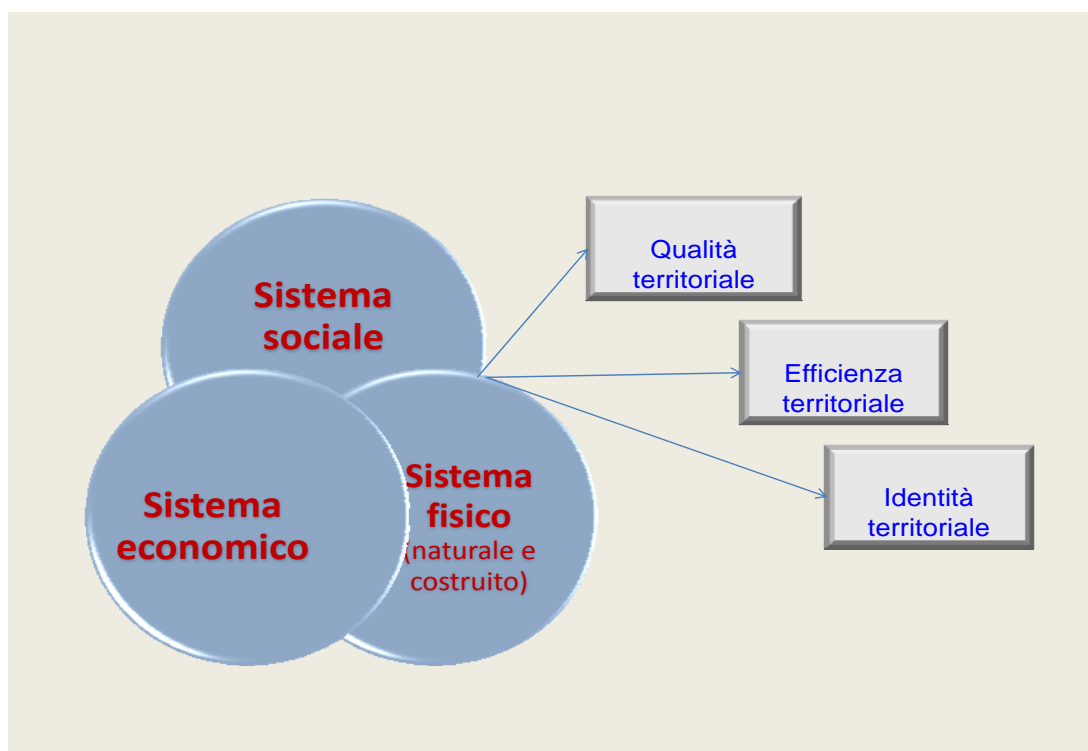 Sistema
sociale
Sistema
economico
Sistema
fisico
(naturale e
costruito)
Qualità
territoriale
Efficienza
territoriale
Identità
territoriale